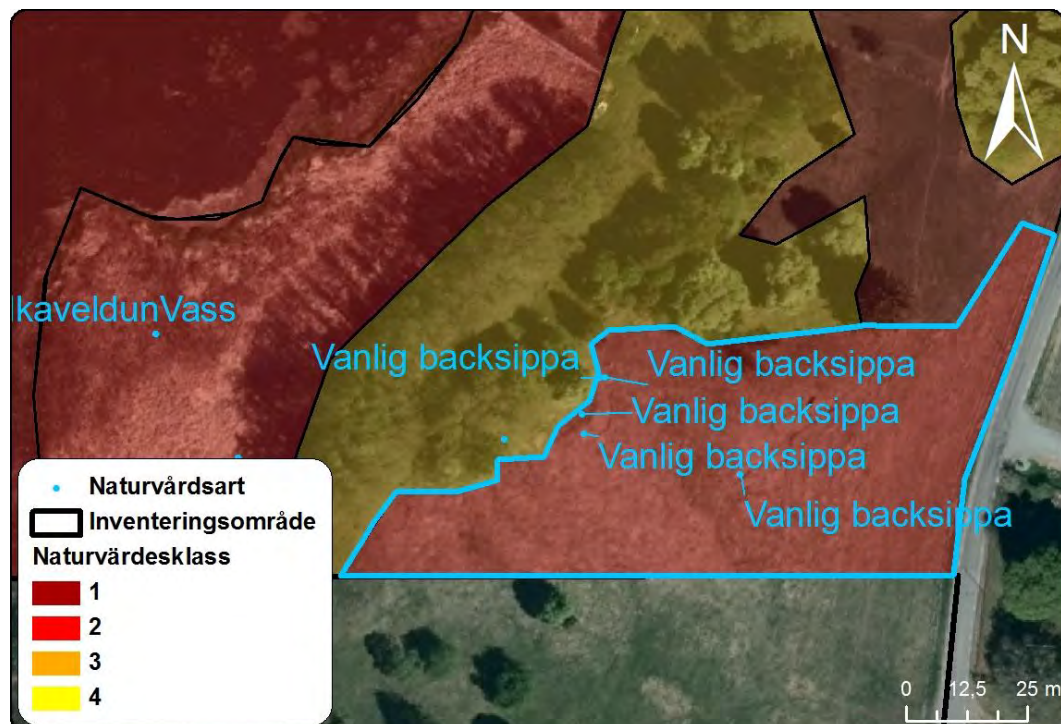 N
lkaveldunVass
Vanlig backsippa
Vanlig backsippa
Vanlig backsippa
Vanlig backsippa
Vanlig backsippa
Naturvårdsart
Inventeringsområde
Naturvärdesklass
1
2
3
4
0 12,5 25 m